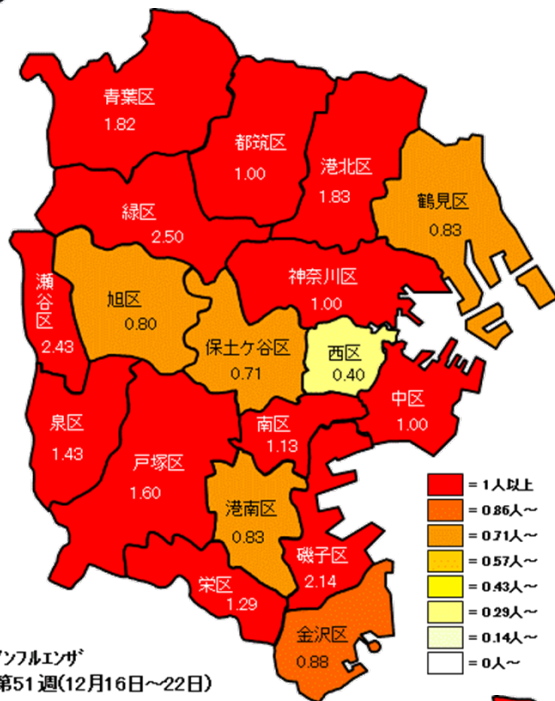 青葉区
1.82
都筑区
1.00
港北区
1.83
鶴見区
0.83
緑区
2.50
神奈川区
1.00
瀬谷区
2.43
旭区
0.80
保土ケ谷区
0.71
西区
0.40
中区
1.00
泉区
1.43
戸塚区
1.60
南区
1.13
港南区
0.83
磯子区
2.14
栄区
1.29
金沢区
0.88
=1人以上
=0.86人～
=0.71人～
=0.57人～
=0.43人～
=0.29人～
=0.14人～
=0人～
インフルエンザ
第51週(12月16日～22日)